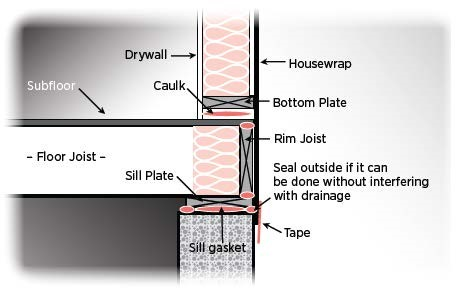 Drywall
Housewrap
Subfloor
Caulk
Bottom Plate
– Floor Joist –
Rim Joist
Sill Plate
Seal outside if it can
be done without interfering
with drainage
Tape
Sill gasket